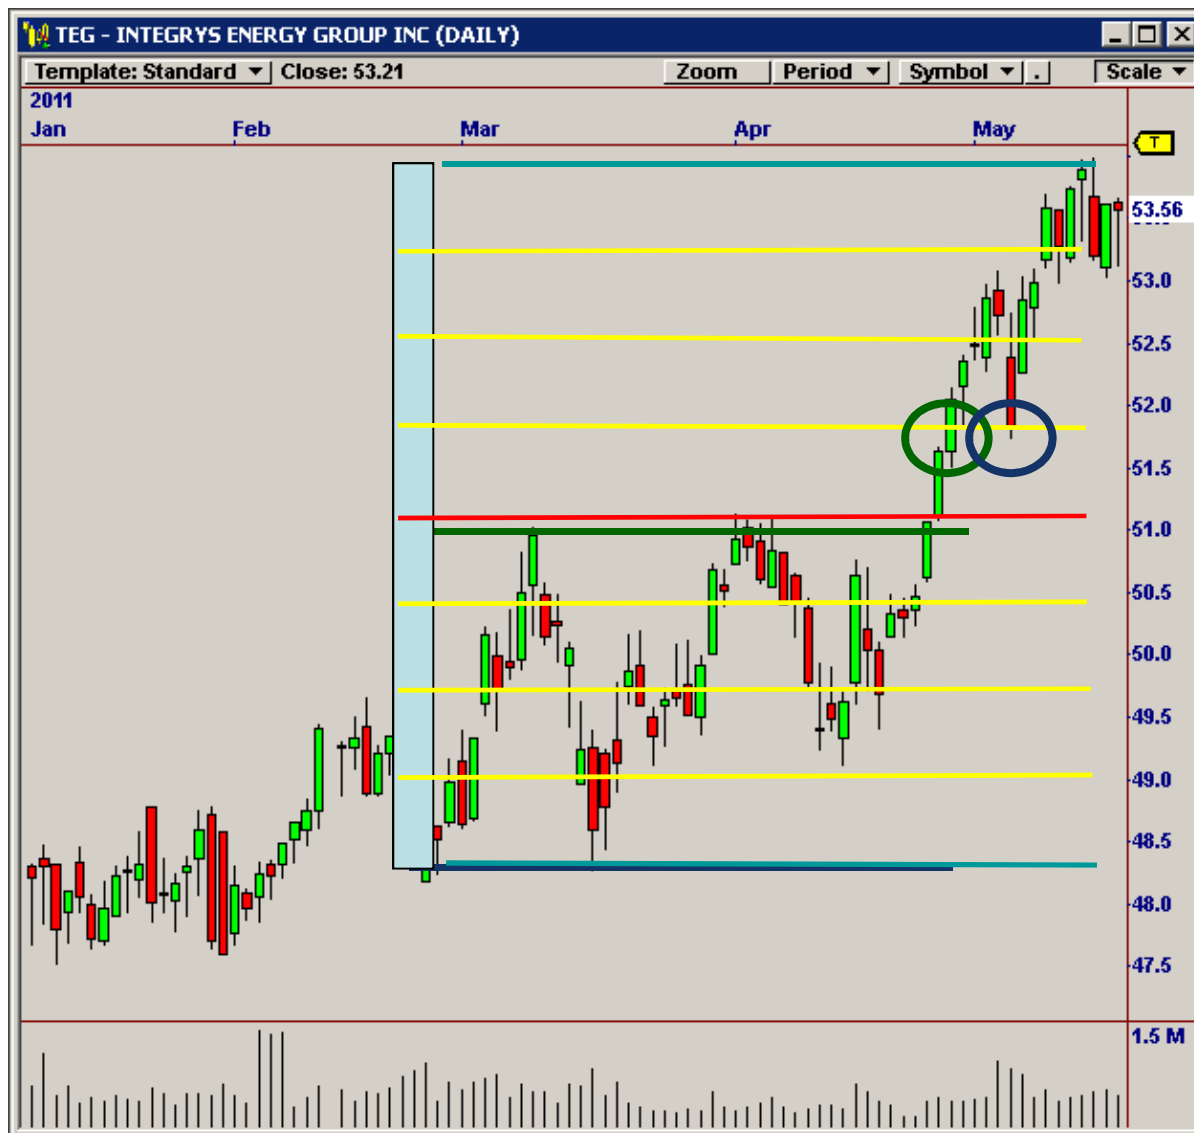 TEG - INTEGRYS ENERGY GROUP INC (DAILY)
Template: Standard Close: 53.21 Zoom Period Symbol . Scale
2011
Jan Feb Mar Apr May
T
53.56
53.0
52.5
52.0
51.5
51.0
50.5
50.0
49.5
49.0
48.5
48.0
47.5
1.5 M